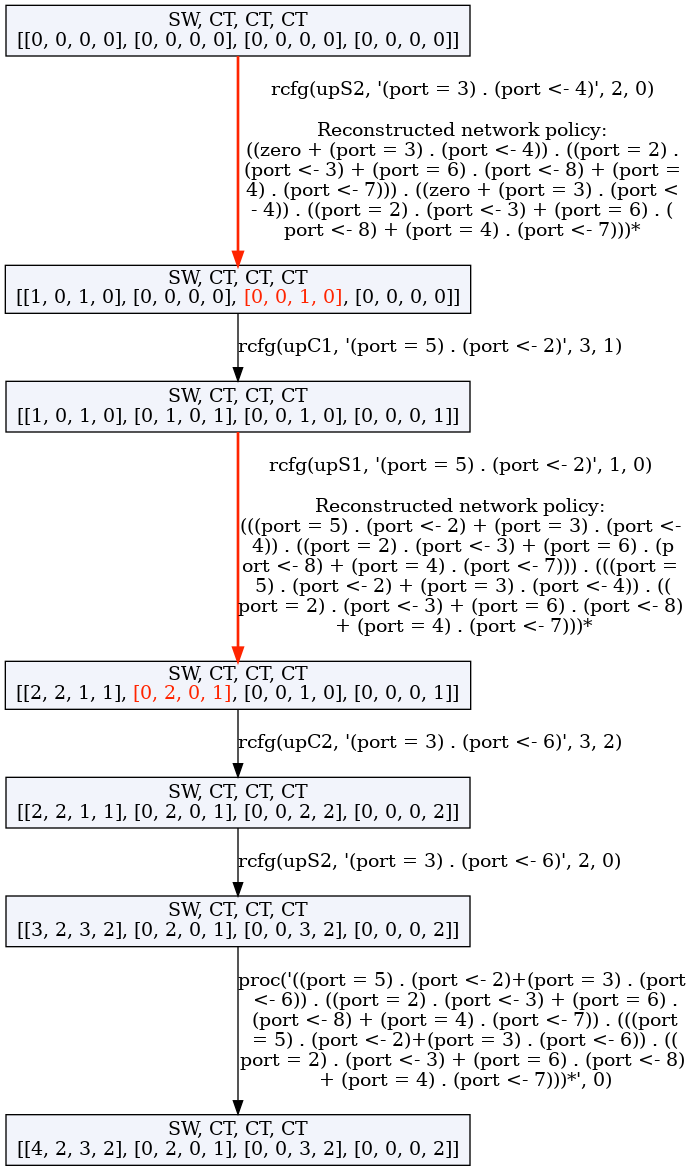 SW, CT, CT, CT
[[0, 0, 0, 0], [0, 0, 0, 0], [0, 0, 0, 0], [0, 0, 0, 0]]
rcfg(upS2, '(port = 3) . (port <- 4)', 2, 0)
Reconstructed network policy:
((zero + (port = 3) . (port <- 4)) . ((port = 2) .
(port <- 3) + (port = 6) . (port <- 8) + (port =
4) . (port <- 7))) . ((zero + (port = 3) . (port <
- 4)) . ((port = 2) . (port <- 3) + (port = 6) . (
port <- 8) + (port = 4) . (port <- 7)))*
SW, CT, CT, CT
[[1, 0, 1, 0], [0, 0, 0, 0], [0, 0, 1, 0], [0, 0, 0, 0]]
rcfg(upC1, '(port = 5) . (port <- 2)', 3, 1)
SW, CT, CT, CT
[[1, 0, 1, 0], [0, 1, 0, 1], [0, 0, 1, 0], [0, 0, 0, 1]]
rcfg(upS1, '(port = 5) . (port <- 2)', 1, 0)
Reconstructed network policy:
(((port = 5) . (port <- 2) + (port = 3) . (port <-
4)) . ((port = 2) . (port <- 3) + (port = 6) . (p
ort <- 8) + (port = 4) . (port <- 7))) . (((port =
5) . (port <- 2) + (port = 3) . (port <- 4)) . ((
port = 2) . (port <- 3) + (port = 6) . (port <- 8)
+ (port = 4) . (port <- 7)))*
SW, CT, CT, CT
[[2, 2, 1, 1], [0, 2, 0, 1], [0, 0, 1, 0], [0, 0, 0, 1]]
rcfg(upC2, '(port = 3) . (port <- 6)', 3, 2)
SW, CT, CT, CT
[[2, 2, 1, 1], [0, 2, 0, 1], [0, 0, 2, 2], [0, 0, 0, 2]]
rcfg(upS2, '(port = 3) . (port <- 6)', 2, 0)
SW, CT, CT, CT
[[3, 2, 3, 2], [0, 2, 0, 1], [0, 0, 3, 2], [0, 0, 0, 2]]
proc('((port = 5) . (port <- 2)+(port = 3) . (port
<- 6)) . ((port = 2) . (port <- 3) + (port = 6) .
(port <- 8) + (port = 4) . (port <- 7)) . (((port
= 5) . (port <- 2)+(port = 3) . (port <- 6)) . ((
port = 2) . (port <- 3) + (port = 6) . (port <- 8)
+ (port = 4) . (port <- 7)))*', 0)
SW, CT, CT, CT
[[4, 2, 3, 2], [0, 2, 0, 1], [0, 0, 3, 2], [0, 0, 0, 2]]